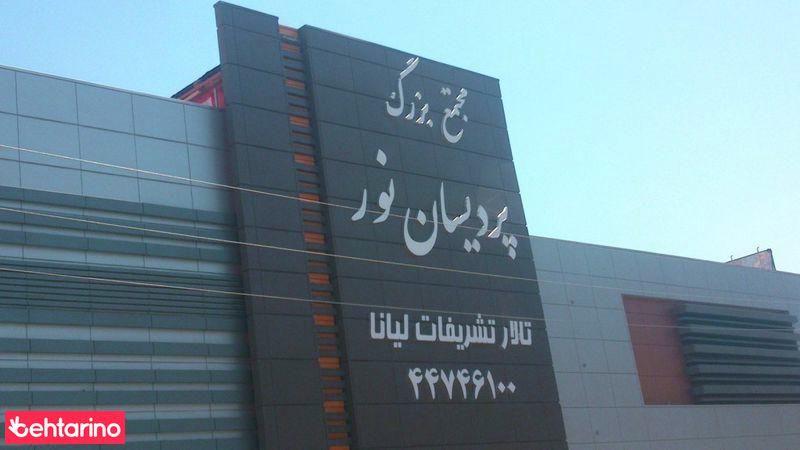 مجتمع بزرگ
پردیسان نور
تالار تشریفات لیانا
۴۴۷۴۶۱۰۰
behtarino